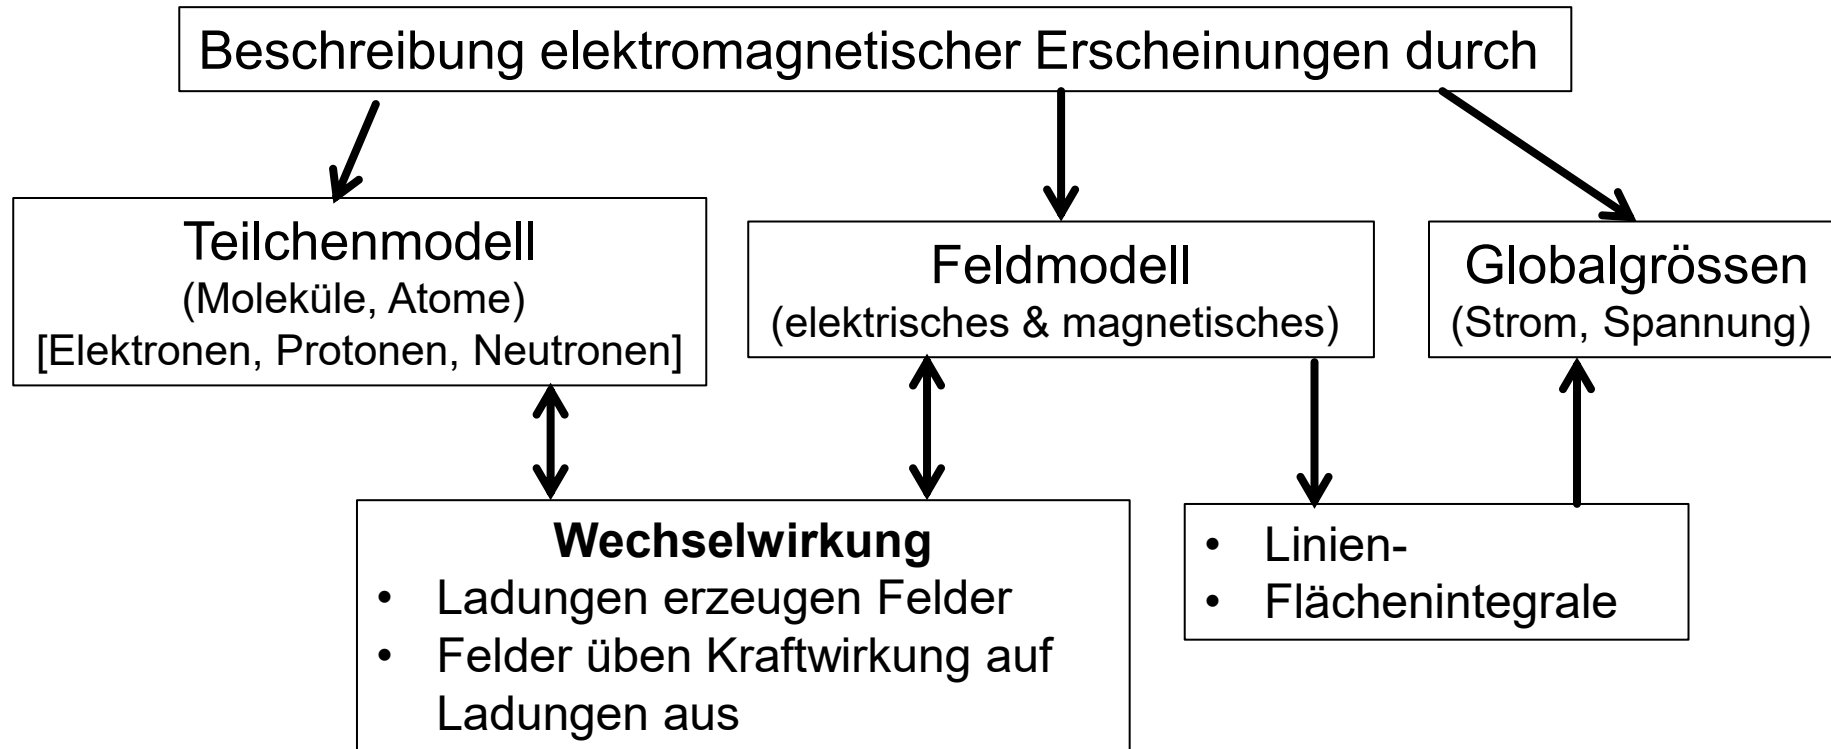 Beschreibung elektromagnetischer Erscheinungen durch
Teilchenmodell
(Moleküle, Atome)
[Elektronen, Protonen, Neutronen]
Feldmodell
(elektrisches & magnetisches)
Globalgrössen
(Strom, Spannung)
Wechselwirkung
• Ladungen erzeugen Felder
• Felder üben Kraftwirkung auf
Ladungen aus
• Linien-
• Flächenintegrale